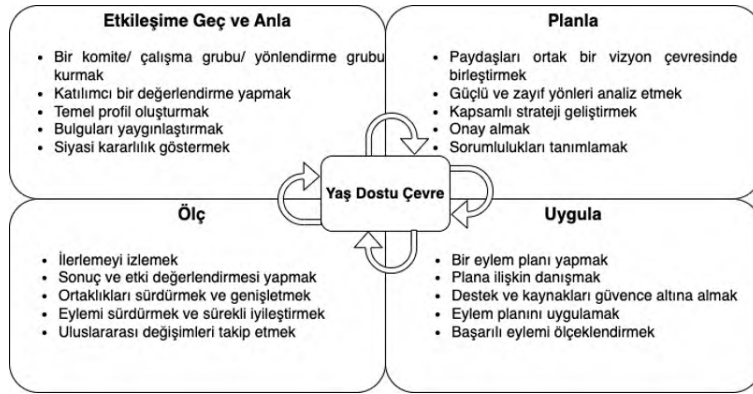 Etkileşime Geç ve Anla
• Bir komite/ çalışma grubu/ yönlendirme grubu
kurmak
• Katılımcı bir değerlendirme yapmak
• Temel profil oluşturmak
• Bulguları yaygınlaştırmak
• Siyasi kararlılık göstermek
Planla
• Paydaşları ortak bir vizyon çevresinde
birleştirmek
• Güçlü ve zayıf yönleri analiz etmek
• Kapsamlı strateji geliştirmek
• Onay almak
• Sorumlulukları tanımlamak
Yaş Dostu Çevre
Ölç
• İlerlemeyi izlemek
• Sonuç ve etki değerlendirmesi yapmak
• Ortaklıkları sürdürmek ve genişletmek
• Eylemi sürdürmek ve sürekli iyileştirmek
• Uluslararası değişimleri takip etmek
Uygula
• Bir eylem planı yapmak
• Plana ilişkin danışmak
• Destek ve kaynakları güvence altına almak
• Eylem planını uygulamak
• Başarılı eylemi ölçeklendirmek